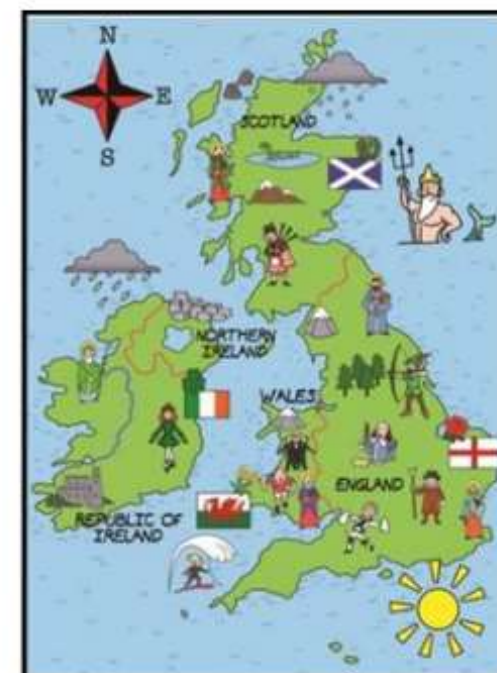 N
W E
S
SCOTLAND
NORTHERN
IRELAND
WALES
ENGLAND
REPUBLIC OF
IRELAND